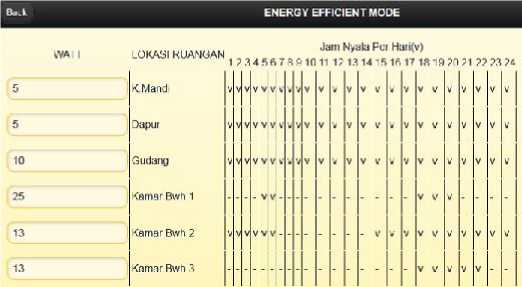 Back ENERGY EFFICIENT MODE
Jam Nyala Per Hari(v)
WATT LOKASI RUANGAN
1 2 3 4 5 6 7 8 9 10 11 12 13 14 15 16 17 18 19 20 21 22 23 24
5 K.Mandi v v v v v v v v v v v v v v v v v v v v v v v v
5 Dapur v v v v v v v v v v v v v v v v v v v v v v v v
10 Gudang v v v v v v v v v v v v v v v v v v v v v v v v
25 Kamar Bwh 1 - - - - v v - - - - - - - - - - - v v v - - - -
13 Kamar Bwh 2 v v v v v v - - - - - - - - v v v v v v v v v v
13 Kamar Bwh 3 - - - - - - - - - - - - - - - - - v v v v v - -